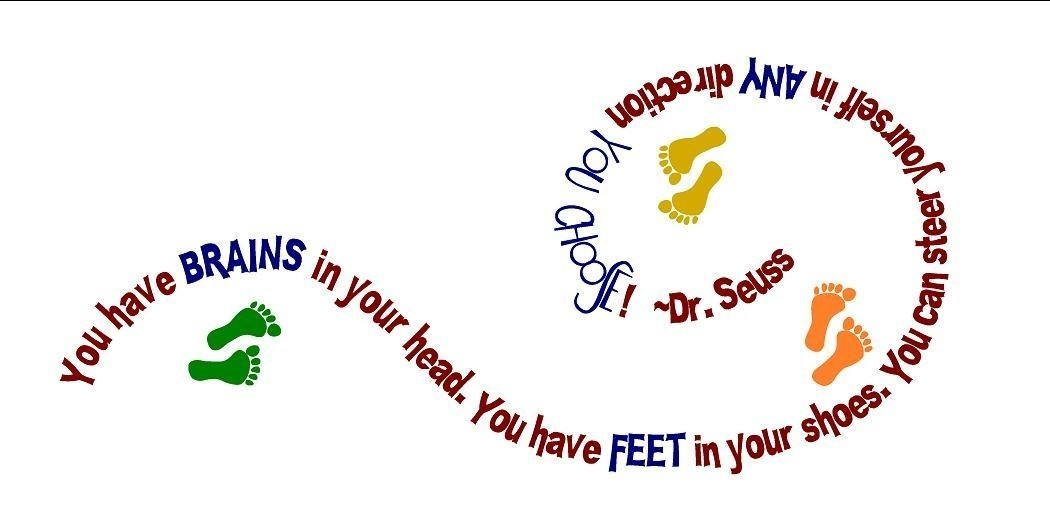 You have BRAINS in your head. You have FEET in your shoes. You can steer yourself in ANY direction YOU CHOOSE! ~Dr. Seuss